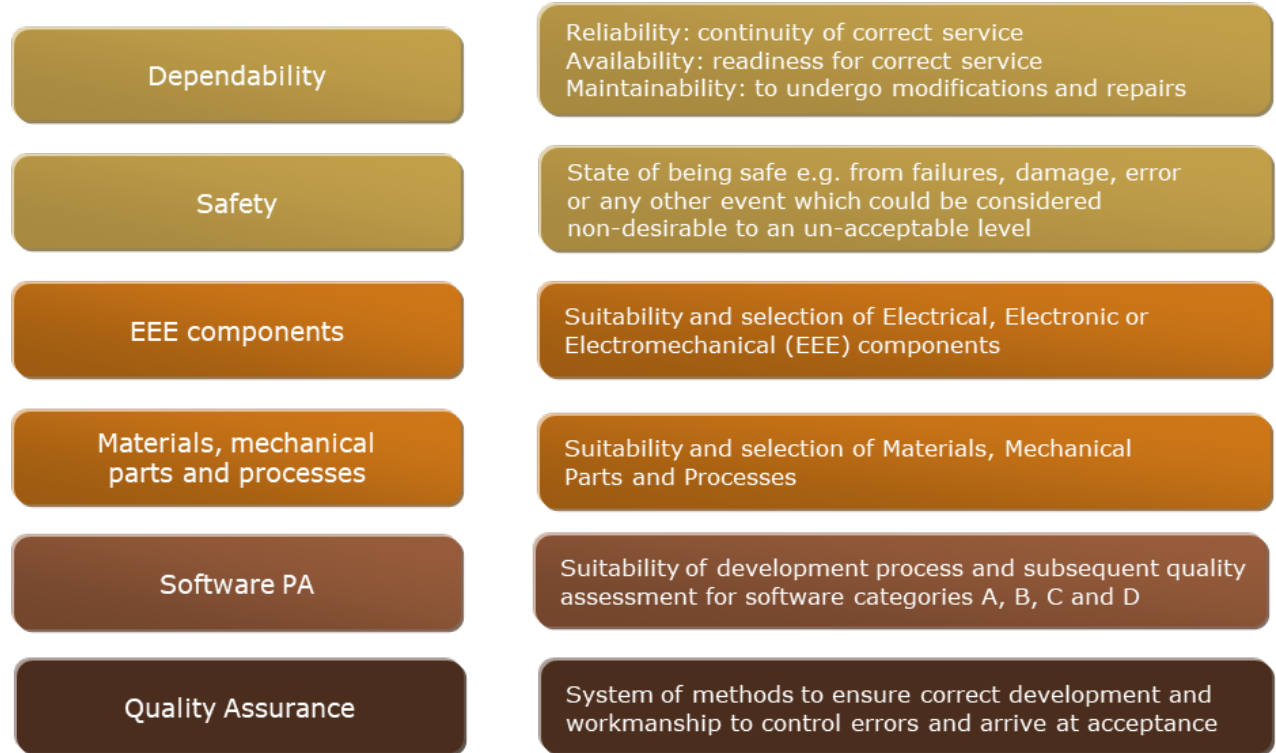 Dependability
Reliability: continuity of correct service
Availability: readiness for correct service
Maintainability: to undergo modifications and repairs
Safety
State of being safe e.g. from failures, damage, error
or any other event which could be considered
non-desirable to an un-acceptable level
EEE components
Suitability and selection of Electrical, Electronic or
Electromechanical (EEE) components
Materials, mechanical
parts and processes
Suitability and selection of Materials, Mechanical
Parts and Processes
Software PA
Suitability of development process and subsequent quality
assessment for software categories A, B, C and D
Quality Assurance
System of methods to ensure correct development and
workmanship to control errors and arrive at acceptance